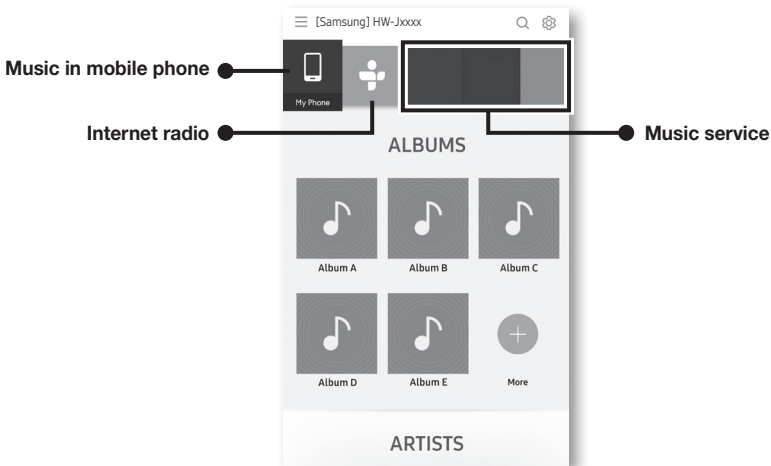 [Samsung] HW-Jxxxx
Music in mobile phone
My Phone
Internet radio
Music service
ALBUMS
Album A
Album B
Album C
Album D
Album E
More
ARTISTS